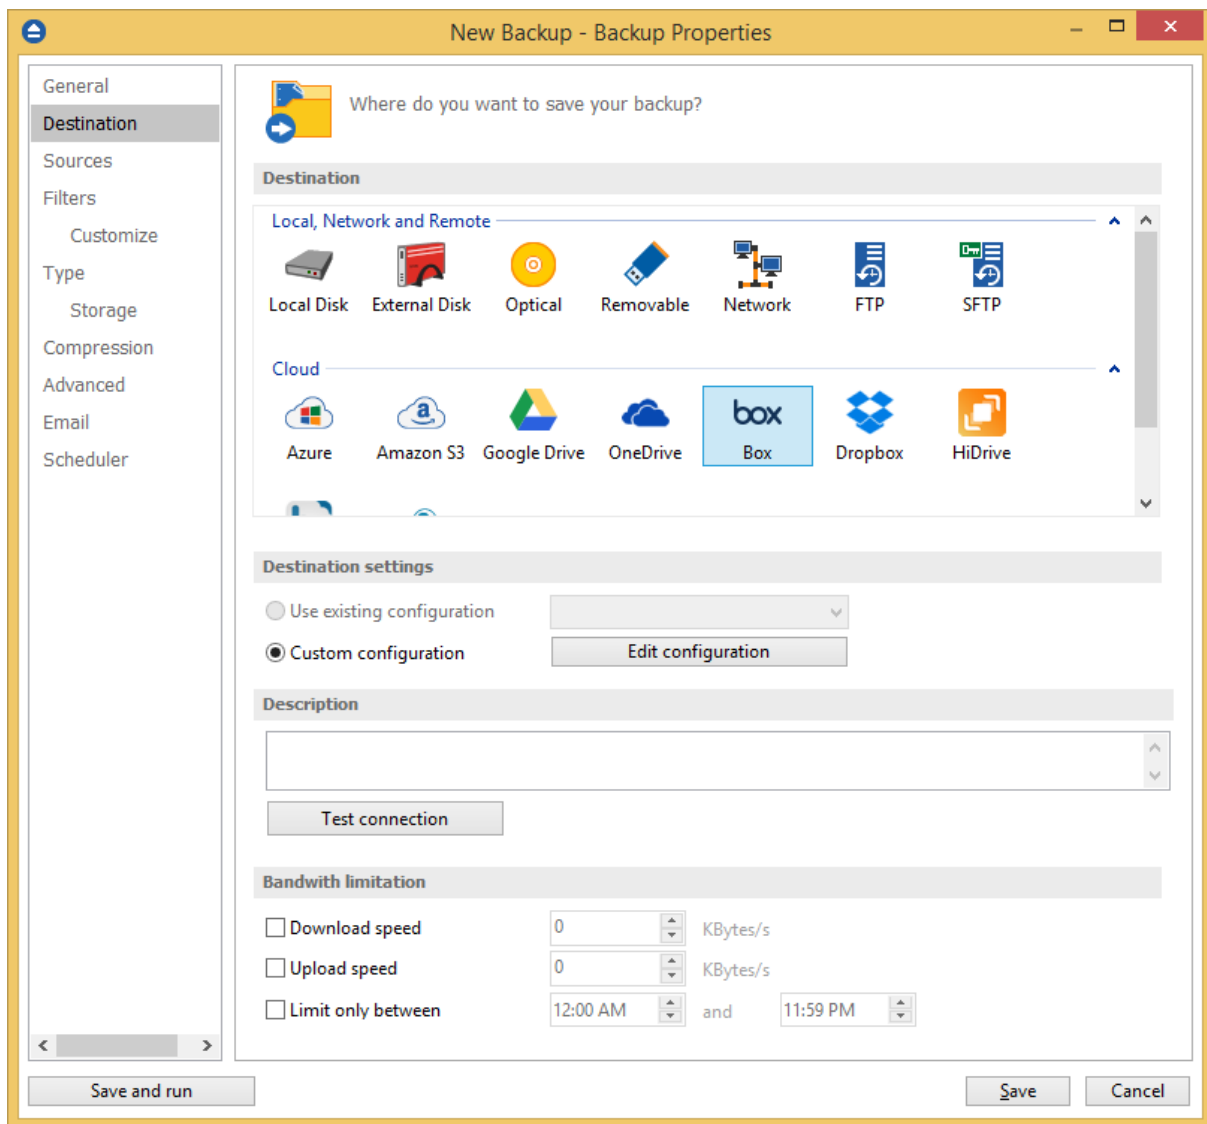 New Backup - Backup Properties
General
Destination
Sources
Filters
Customize
Type
Storage
Compression
Advanced
Email
Scheduler
Where do you want to save your backup?
Destination
Local, Network and Remote
Local Disk External Disk Optical Removable Network FTP SFTP
Cloud
a box
Azure Amazon S3 Google Drive OneDrive Box Dropbox HiDrive
Destination settings
Use existing configuration
Custom configuration Edit configuration
Description
Test connection
Bandwith limitation
Download speed 0 KBytes/s
Upload speed 0 KBytes/s
Limit only between 12:00 AM and 11:59 PM
Save and run Save Cancel